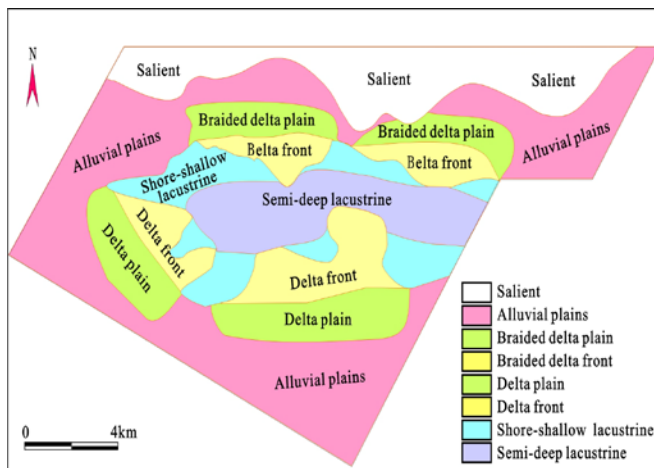 N
Salient
Salient
Salient
Braided delta plain
Braided delta plain
Alluvial plains
Alluvial plains
Belta front
Belta front
Shore-shallow
lacustrine
Semi-deep lacustrine
Delta front
Delta plain
Delta front
Delta plain
Alluvial plains
0
4km
Salient
Alluvial plains
Braided delta plain
Braided delta front
Delta plain
Delta front
Shore-shallow lacustrine
Semi-deep lacustrine